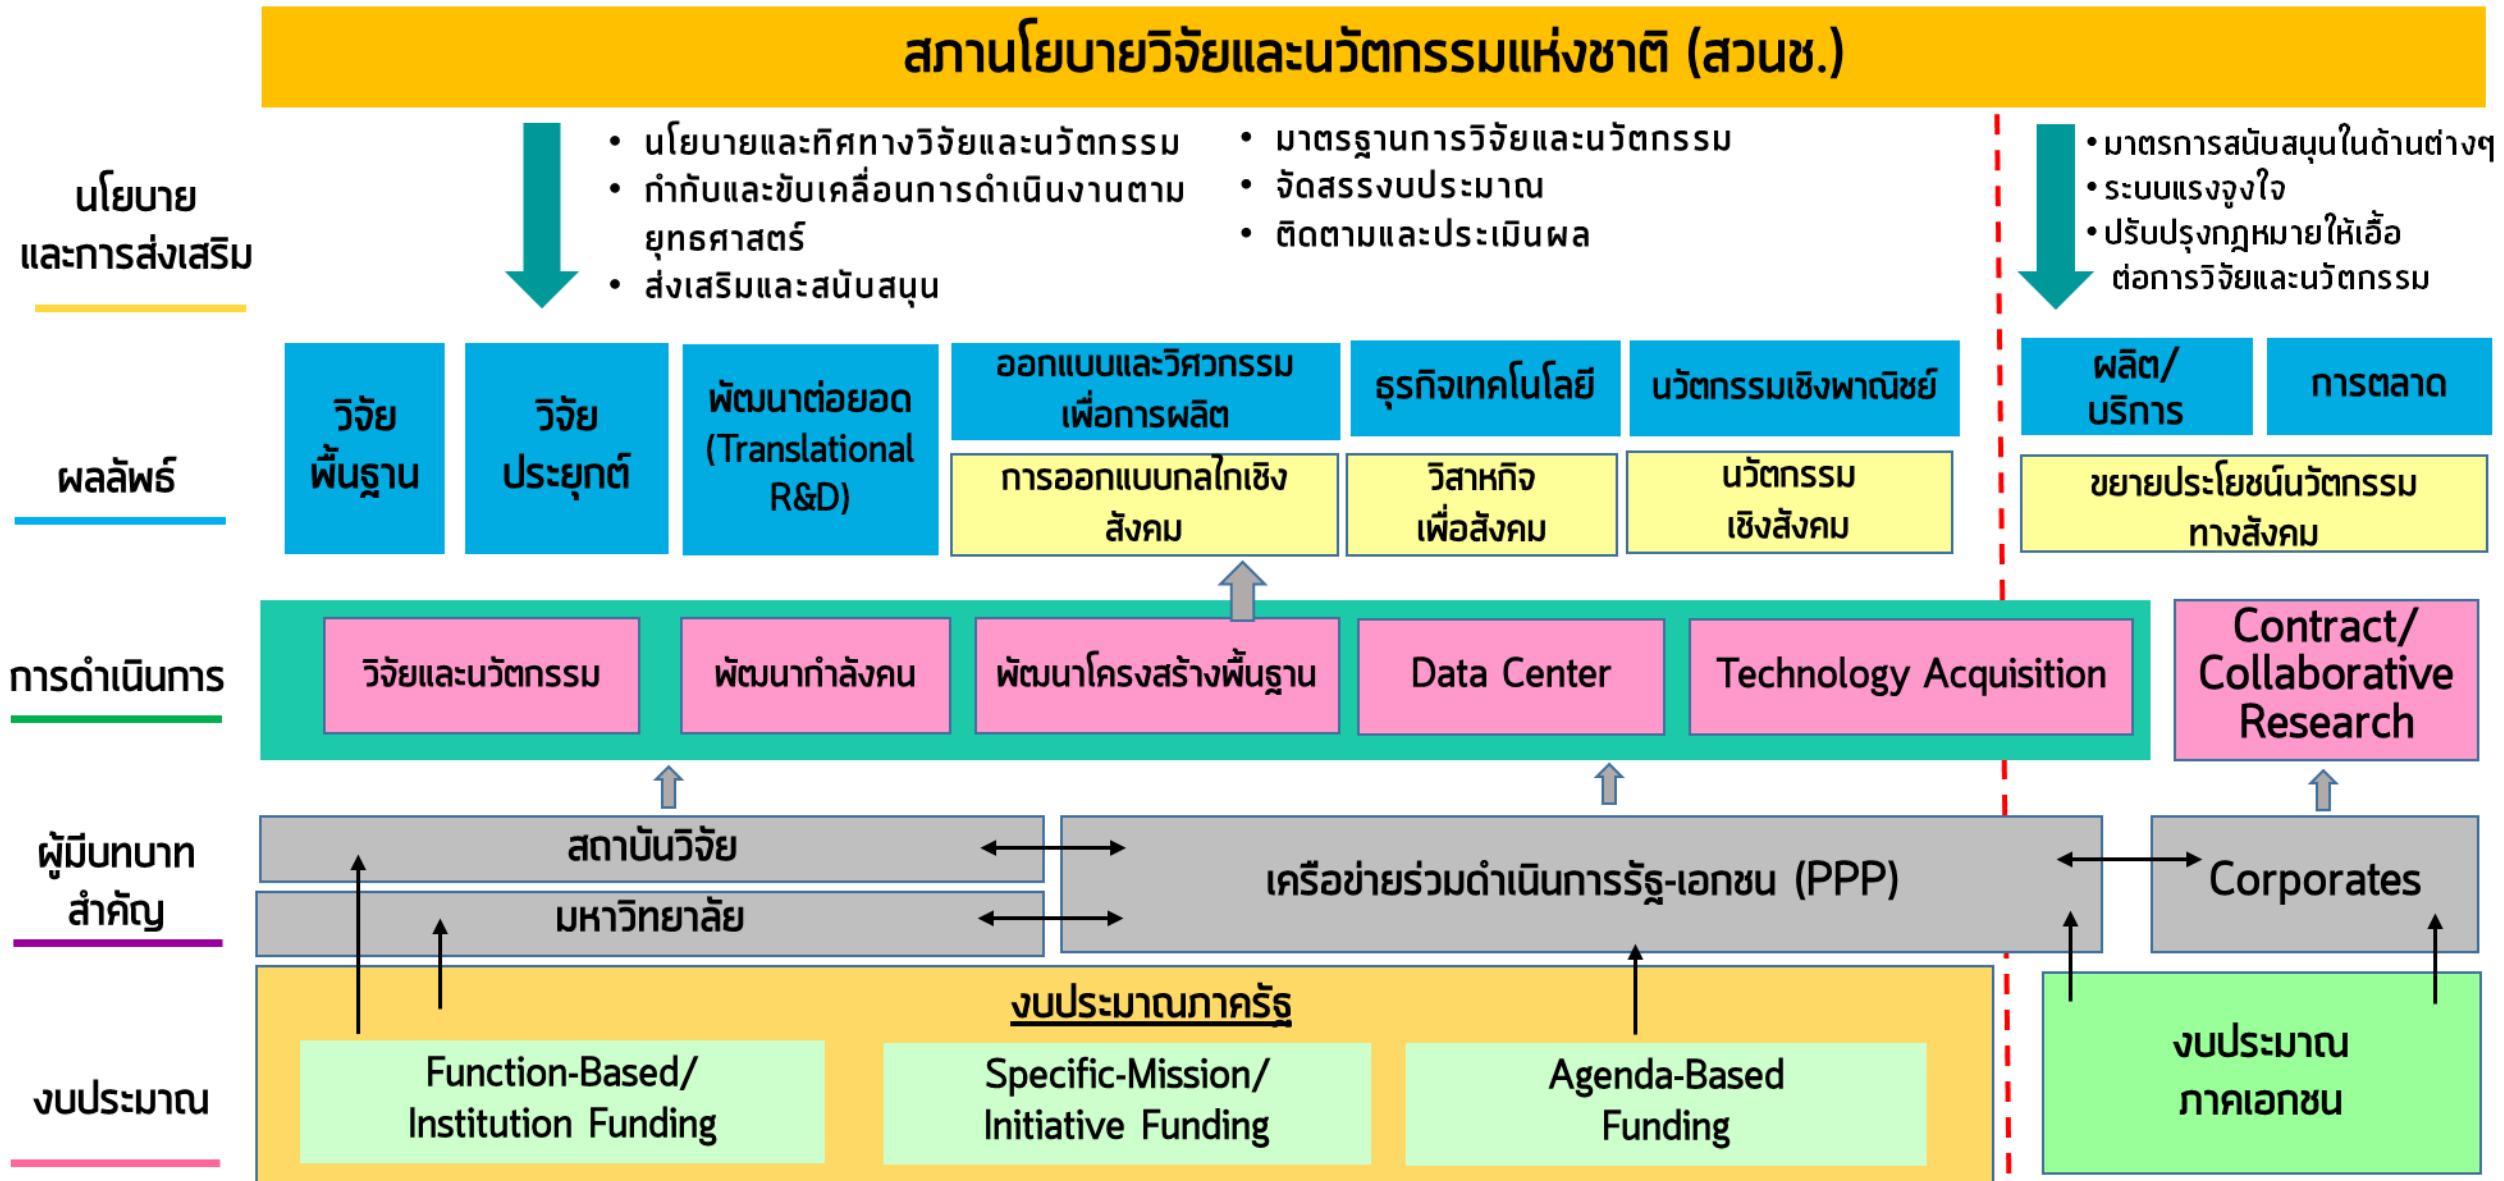 สภานโยบายวิจัยและนวัตกรรมแห่งชาติ (สวนช.)
นโยบาย
และการส่งเสริม
• นโยบายและทิศทางวิจัยและนวัตกรรม
• กำกับและขับเคลื่อนการดำเนินงานตาม
ยุทธศาสตร์
• ส่งเสริมและสนับสนุน
• มาตรฐานการวิจัยและนวัตกรรม
• จัดสรรงบประมาณ
• ติดตามและประเมินผล
• มาตรการสนับสนุนในด้านต่างๆ
• ระบบแรงจูงใจ
• ปรับปรุงกฎหมายให้เอื้อ
ต่อการวิจัยและนวัตกรรม
ผลลัพธ์
วิจัย
พื้นฐาน
วิจัย
ประยุกต์
พัฒนาต่อยอด
(Translational
R&D)
ออกแบบและวิศวกรรม
เพื่อการผลิต
ธุรกิจเทคโนโลยี
นวัตกรรมเชิงพาณิชย์
ผลิต/
บริการ
การตลาด
การออกแบบกลไกเชิง
สังคม
วิสาหกิจ
เพื่อสังคม
นวัตกรรม
เชิงสังคม
ขยายประโยชน์นวัตกรรม
ทางสังคม
การดำเนินการ
วิจัยและนวัตกรรม
พัฒนากำลังคน
พัฒนาโครงสร้างพื้นฐาน
Data Center
Technology Acquisition
Contract/
Collaborative
Research
ผู้มีบทบาท
สำคัญ
สถาบันวิจัย
มหาวิทยาลัย
เครือข่ายร่วมดำเนินการรัฐ-เอกชน (PPP)
Corporates
งบประมาณ
งบประมาณภาครัฐ
Function-Based/
Institution Funding
Specific-Mission/
Initiative Funding
Agenda-Based
Funding
งบประมาณ
ภาคเอกชน